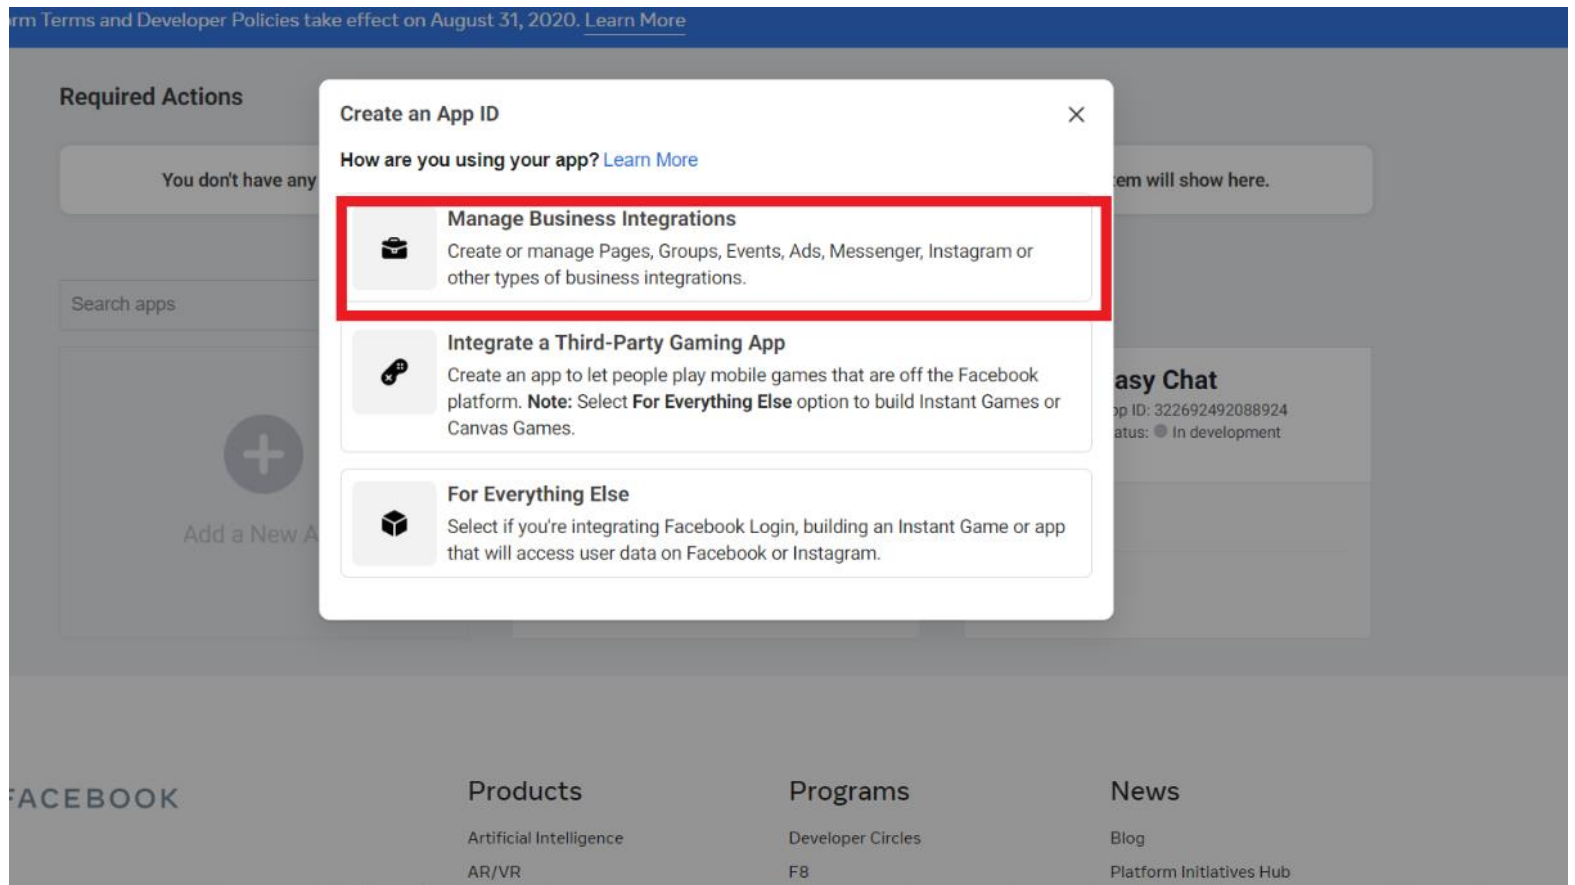 Terms and Developer Policies take effect on August 31, 2020. Learn More
Required Actions
You don't have any
will show here.
Search apps
Add a New
Create an App ID
How are you using your app? Learn More
Manage Business Integrations
Create or manage Pages, Groups, Events, Ads, Messenger, Instagram or
other types of business integrations.
Integrate a Third-Party Gaming App
Create an app to let people play mobile games that are off the Facebook
platform. Note: Select For Everything Else option to build Instant Games or
Canvas Games.
For Everything Else
Select if you're integrating Facebook Login, building an Instant Game or app
that will access user data on Facebook or Instagram.
Chat
ID: 322692492088924
In development
FACEBOOK
Products
Artificial Intelligence
AR/VR
Programs
Developer Circles
F8
News
Blog
Platform Initiatives Hub